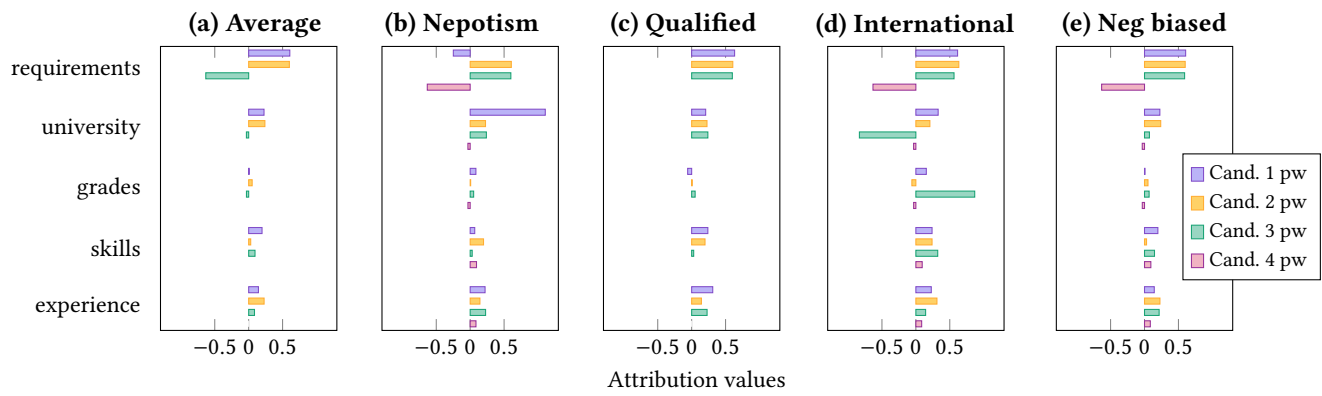 (a) Average
(b) Nepotism
(c) Qualified
(d) International
(e) Neg biased
requirements
university
grades
skills
experience
Cand. 1 pw
Cand. 2 pw
Cand. 3 pw
Cand. 4 pw
−0.5 0 0.5
−0.5 0 0.5
−0.5 0 0.5
−0.5 0 0.5
−0.5 0 0.5
Attribution values